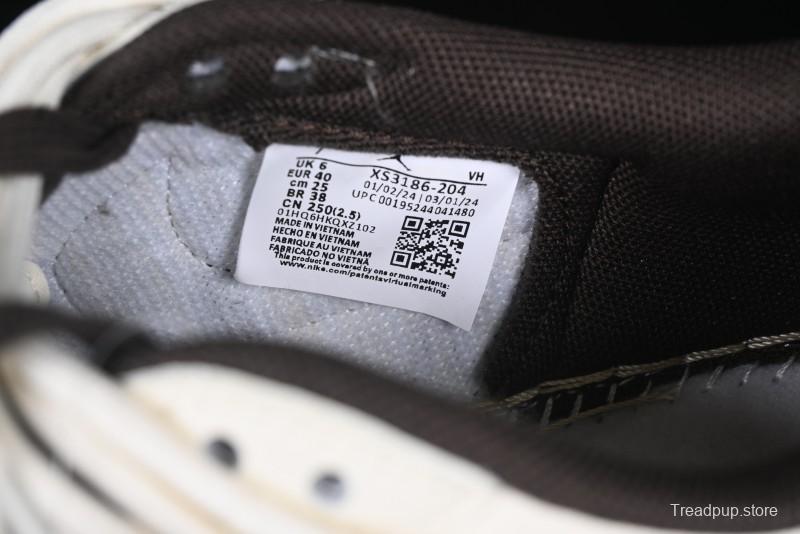 UK 6
EUR 40
cm 25
BR 38
CN 250(2.5)
VH
XS3186-204
01/02/24 | 03/01/24
UPC 00195244041480
01HQ6HKQXZ102
MADE IN VIETNAM
HECHO EN VIETNAM
FABRIQUE AU VIETNAM
FABRICADO NO VIETNÃ
This product is covered by one or more patents:
www.nike.com/patentsvirtualmarking
Treadpup.store